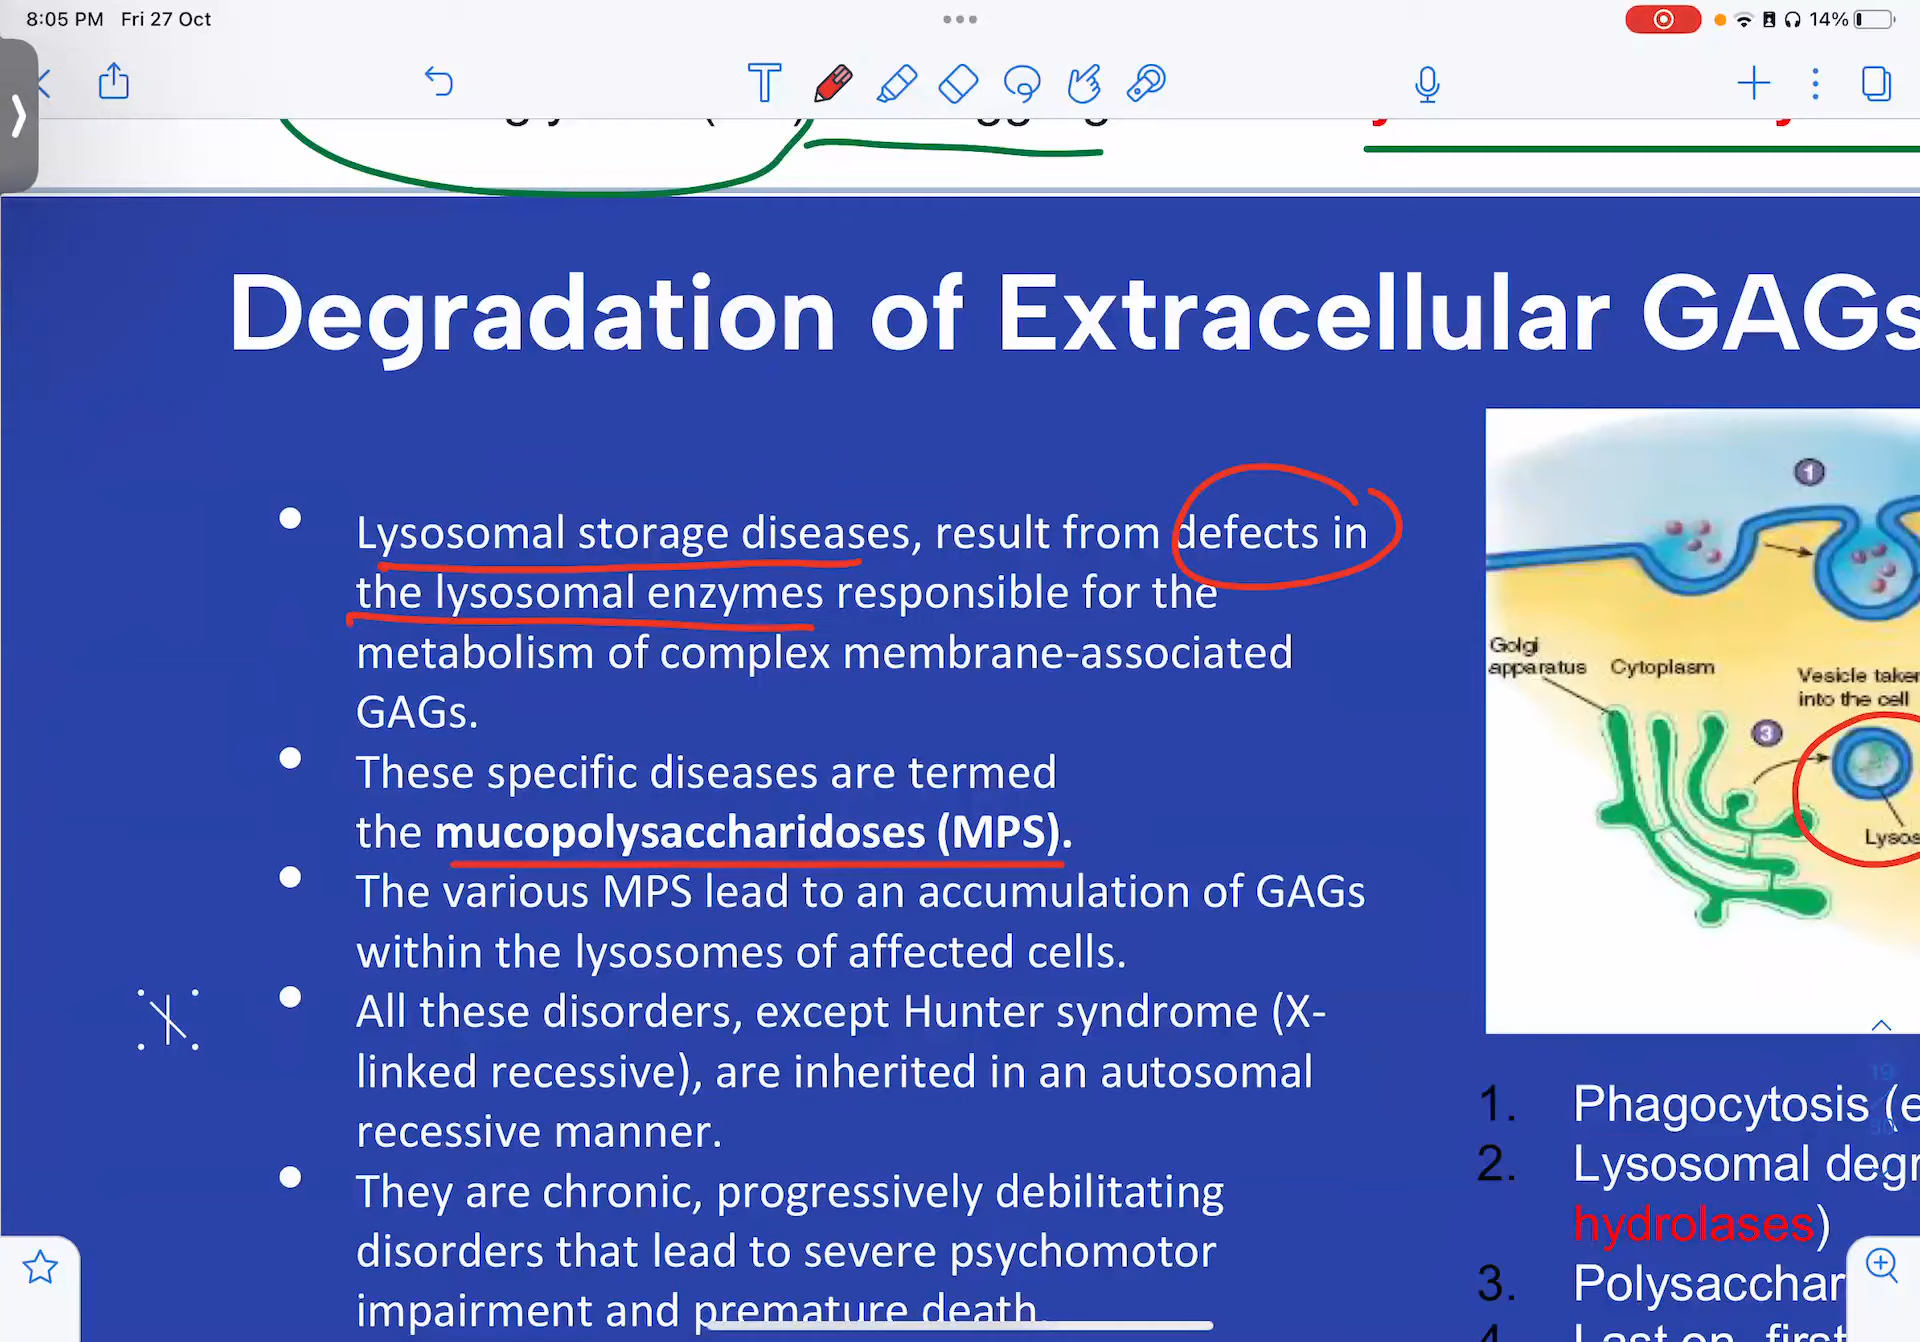 8:05 PM Fri 27 Oct
14%
Degradation of Extracellular GAGs
Lysosomal storage diseases, result from defects in
the lysosomal enzymes responsible for the
metabolism of complex membrane-associated
GAGs.
These specific diseases are termed
the mucopolysaccharidoses (MPS).
The various MPS lead to an accumulation of GAGs
within the lysosomes of affected cells.
All these disorders, except Hunter syndrome (X-
linked recessive), are inherited in an autosomal
recessive manner.
They are chronic, progressively debilitating
disorders that lead to severe psychomotor
impairment and premature death.
1
Golgi
apparatus
Cytoplasm
Vesicle taken
into the cell
3
Lysos
19
1. Phagocytosis (e
2. Lysosomal degr
hydrolases)
3. Polysacchar